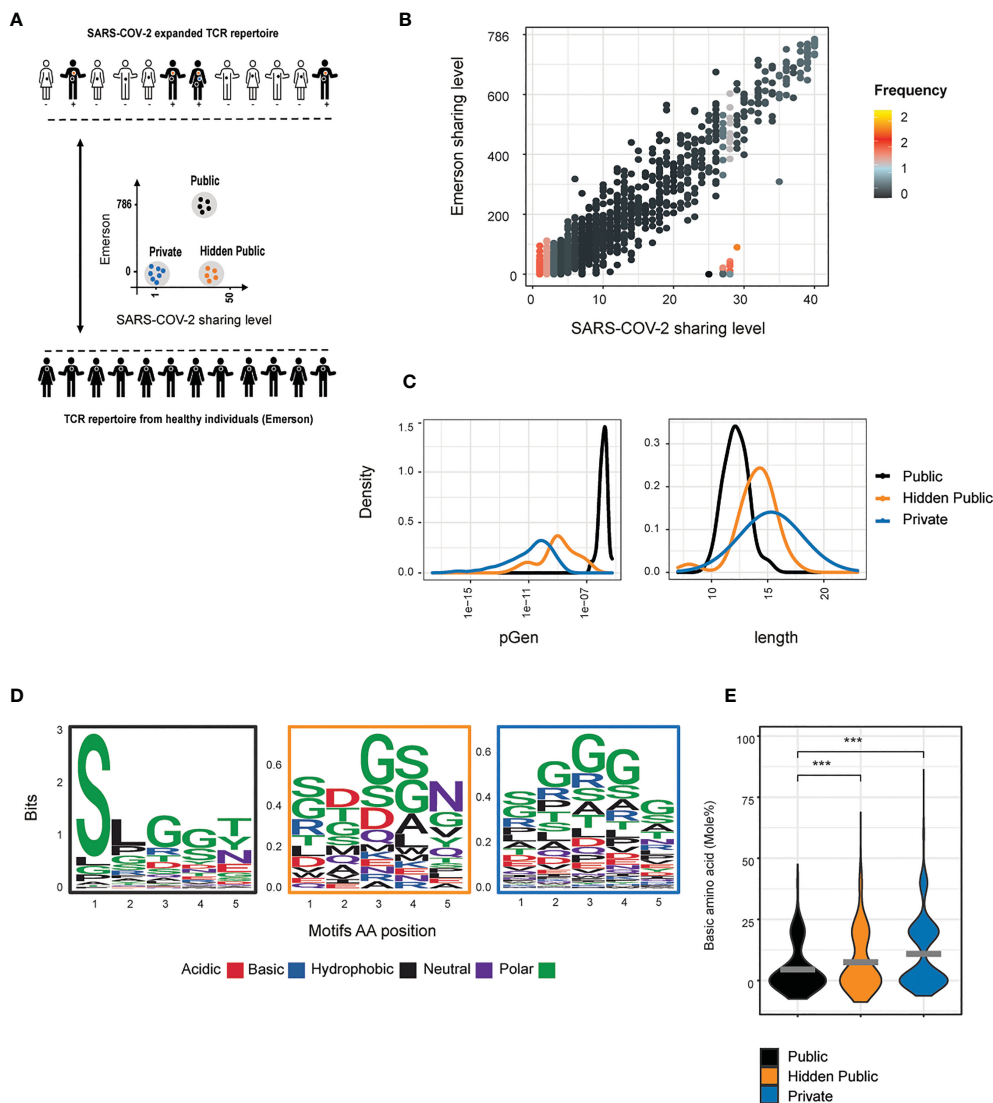 A
SARS-COV-2 expanded TCR repertoire
- + - - - + + - - - - +
Public
786
Emerson
Private
Hidden Public
0
1
50
SARS-COV-2 sharing level
TCR repertoire from healthy individuals (Emerson)
B
786
600
400
200
0
Emerson sharing level
0 10 20 30 40
SARS-COV-2 sharing level
Frequency
2
2
1
1
0
C
1.5
1.0
0.5
0.0
Density
1e-15
1e-11
1e-07
pGen
0.3
0.2
0.1
0.0
10
15
20
length
Public
Hidden Public
Private
D
3
2
1
0
Bits
1 2 3 4 5
0.6
0.4
0.2
0.0
1 2 3 4 5
0.6
0.4
0.2
0.0
1 2 3 4 5
Motifs AA position
Acidic Basic Hydrophobic Neutral Polar
E
100
75
50
25
0
Basic amino acid (Mole%)
***
***
Public
Hidden Public
Private